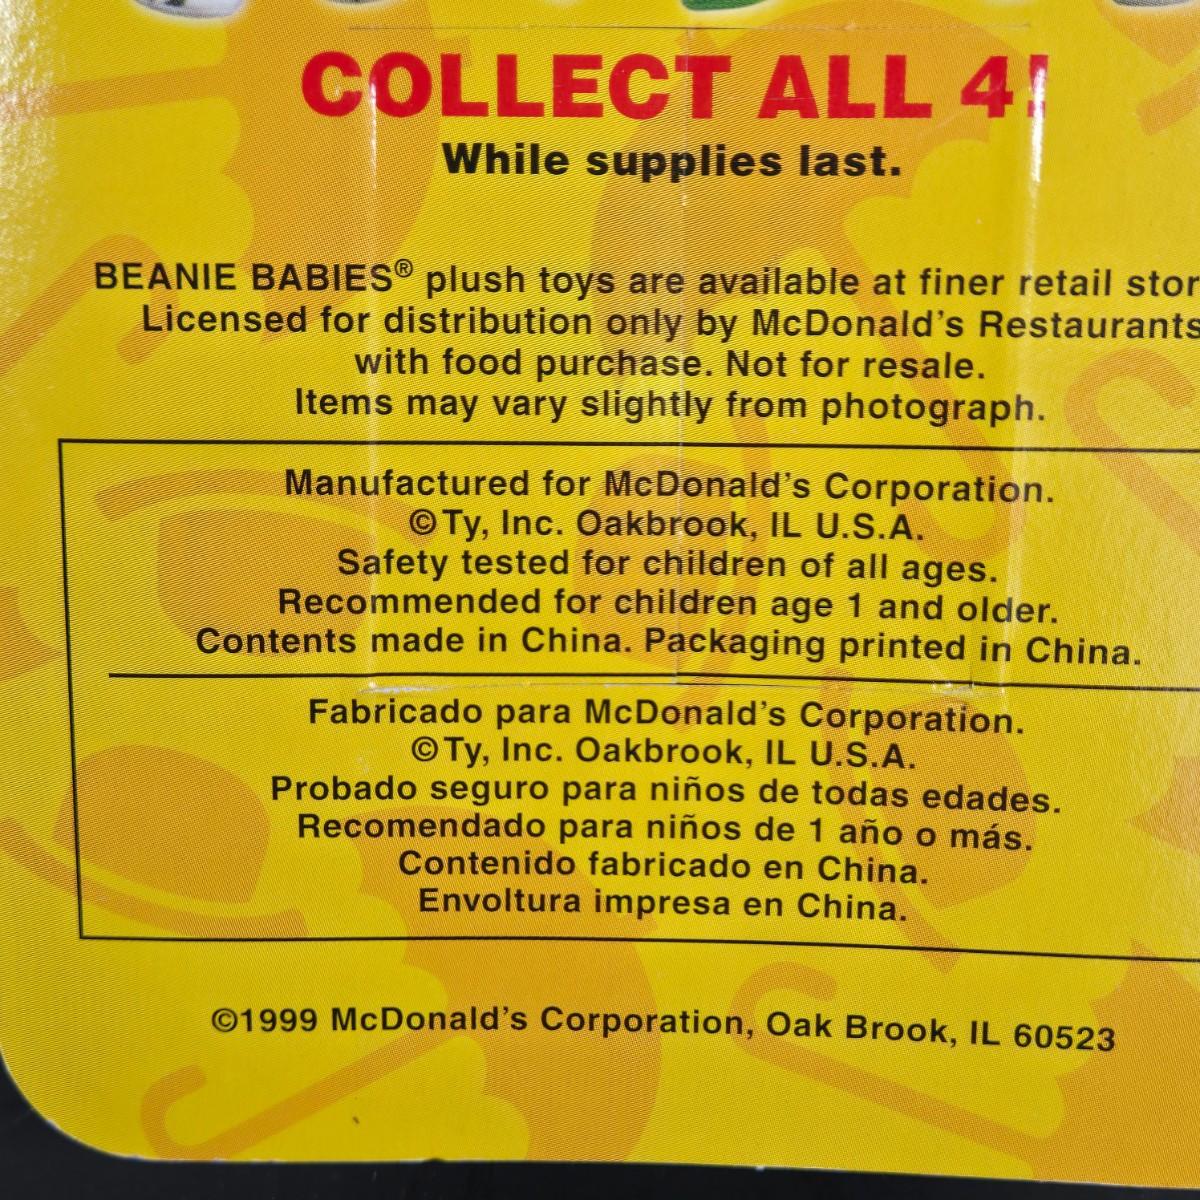 COLLECT ALL 4!
While supplies last.
BEANIE BABIES® plush toys are available at finer retail
Licensed for distribution only by McDonald's Restaurants
with food purchase. Not for resale.
Items may vary slightly from photograph.
Manufactured for McDonald's Corporation.
©Ty, Inc. Oakbrook, IL U.S.A.
Safety tested for children of all ages.
Recommended for children age 1 and older.
Contents made in China. Packaging printed in China.
Fabricado para McDonald's Corporation.
©Ty, Inc. Oakbrook, IL U.S.A.
Probado seguro para niños de todas edades.
Recomendado para niños de 1 año o más.
Contenido fabricado en China.
Envoltura impresa en China.
©1999 McDonald's Corporation, Oak Brook, IL 60523